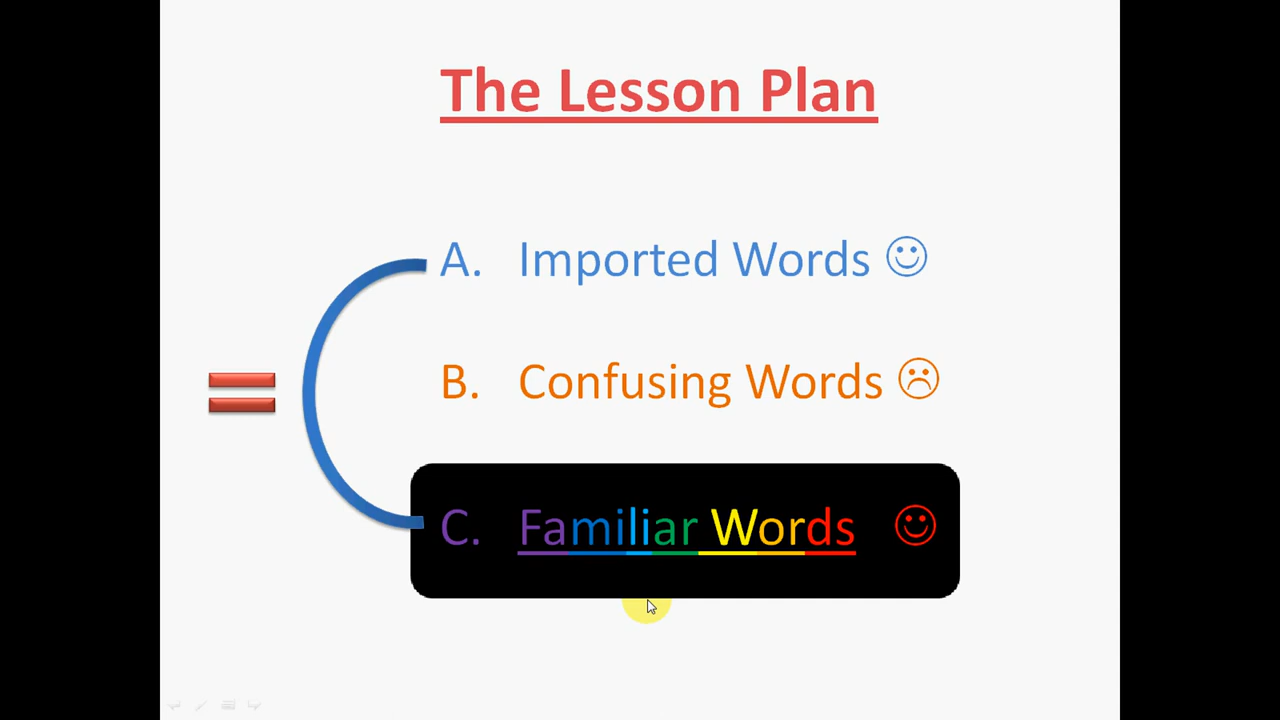 The Lesson Plan
A. Imported Words ☺
B. Confusing Words ☹
C. Familiar Words ☺